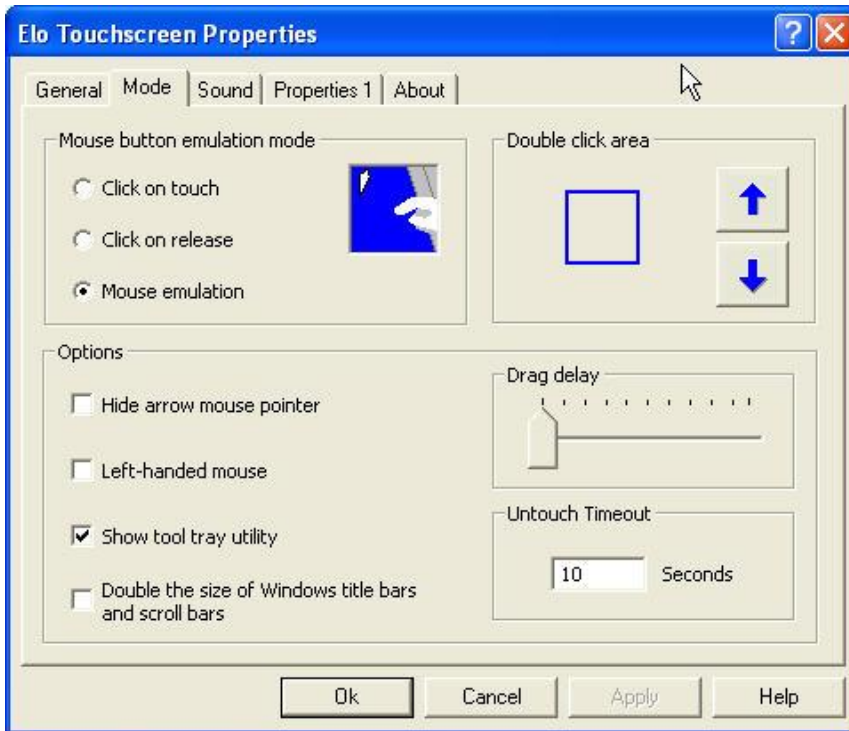 Elo Touchscreen Properties
General Mode Sound Properties 1 About
Mouse button emulation mode
Click on touch
Click on release
Mouse emulation
Double click area
Options
Hide arrow mouse pointer
Left-handed mouse
Show tool tray utility
Double the size of Windows title bars
and scroll bars
Drag delay
Untouch Timeout
10 Seconds
Ok Cancel Apply Help